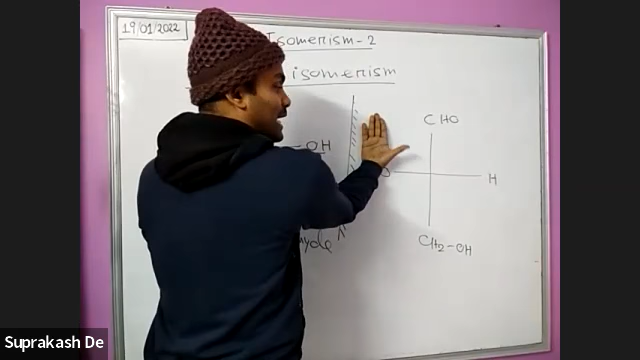 19/01/2022
Isomerism-2
isomerism
CHO
OH
H
CH2-OH
Suprakash De